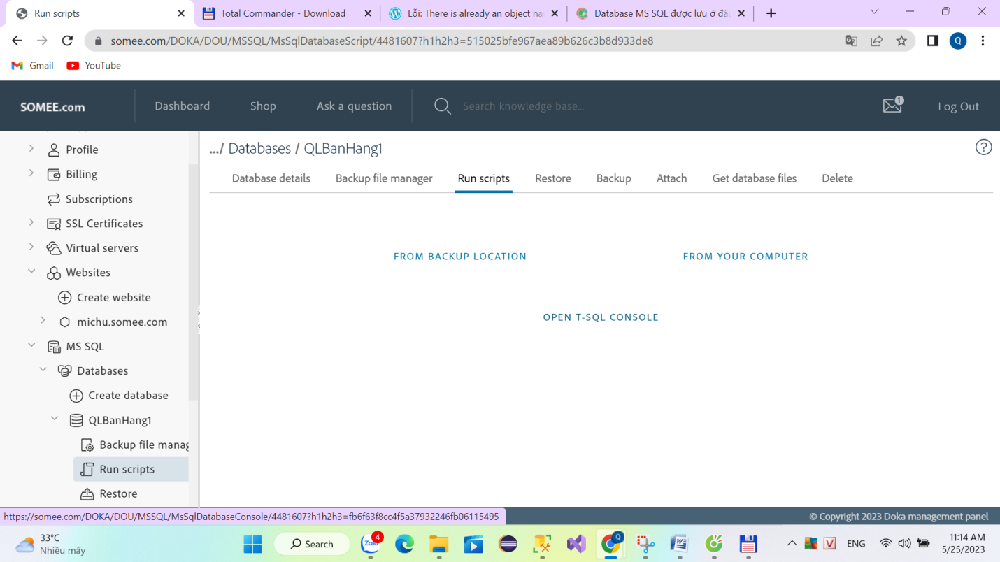 Run scripts
Total Commander - Download
Lỗi: There is already an object na
Database MS SQL được lưu ở đâu
somee.com/DOKA/DOU/MSSQL/MsSqlDatabaseScript/4481607?h1h2h3=515025bfe967aea89b626c3b8d933de8
Q
Gmail
YouTube
SOMEE.com
Dashboard
Shop
Ask a question
Search knowledge base...
1
Log Out
Profile
Billing
Subscriptions
SSL Certificates
Virtual servers
Websites
Create website
michu.somee.com
MS SQL
Databases
Create database
QLBanHang1
Backup file manag
Run scripts
Restore
.../ Databases / QLBanHang1
?
Database details
Backup file manager
Run scripts
Restore
Backup
Attach
Get database files
Delete
FROM BACKUP LOCATION
FROM YOUR COMPUTER
OPEN T-SQL CONSOLE
https://somee.com/DOKA/DOU/MSSQL/MsSqlDatabaseConsole/4481607?h1h2h3=fb6f63f8cc4f5a37932246fb06115495
© Copyright 2023 Doka management panel
33°C
Nhiều mây
Search
Zalo
4
Q
V
ENG
11:14 AM
5/25/2023